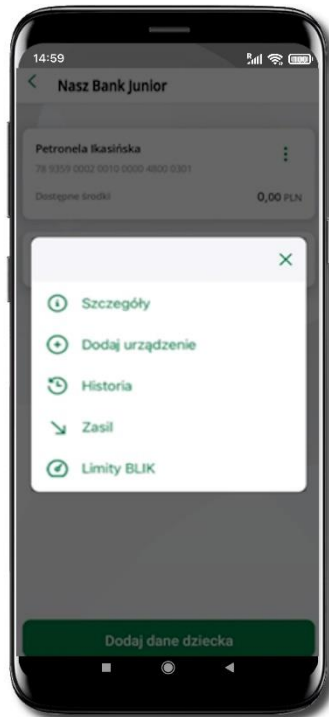 14:59
Nasz Bank Junior
Petronela Ikasińska
78 9359 0002 0010 0000 4800 0301
Dostępne środki 0,00 PLN
Szczegóły
Dodaj urządzenie
Historia
Zasil
Limity BLIK
Dodaj dane dziecka